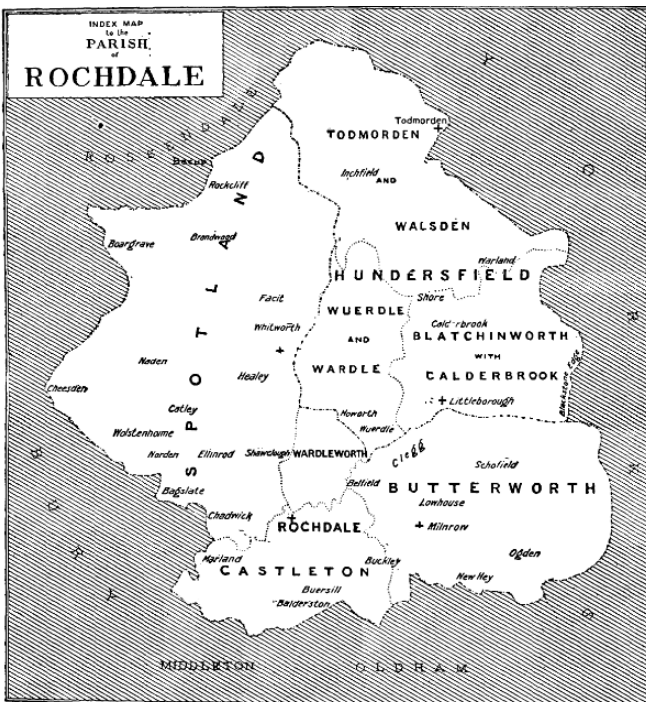 INDEX MAP
to the
PARISH
of
ROCHDALE
ROSSENDALE
YORKS
Todmorden
TODMORDEN
Bacup
Inchfield
AND
Rockcliff
SPOTLAND
WALSDEN
Brandwood
Boargrave
Warland
HUNDERSFIELD
Facit
Shore
WUERDLE
Whitworth
Calderbrook
AND
BLATCHINWORTH
WITH
Naden
Healey
WARDLE
CALDERBROOK
Blackstone Edge
Cheesden
Littleborough
Catley
Howorth
Wolstenhome
Wuerdle
Norden
Ellinrod
Shawclough
WARDLEWORTH
Clegg
Schofield
Bagslate
Belfield
BUTTERWORTH
Lowhouse
Chadwick
ROCHDALE
Milnrow
Marland
Buckley
Ogden
CASTLETON
New Hey
Buersill
Balderston
BURY
MIDDLETON
OLDHAM